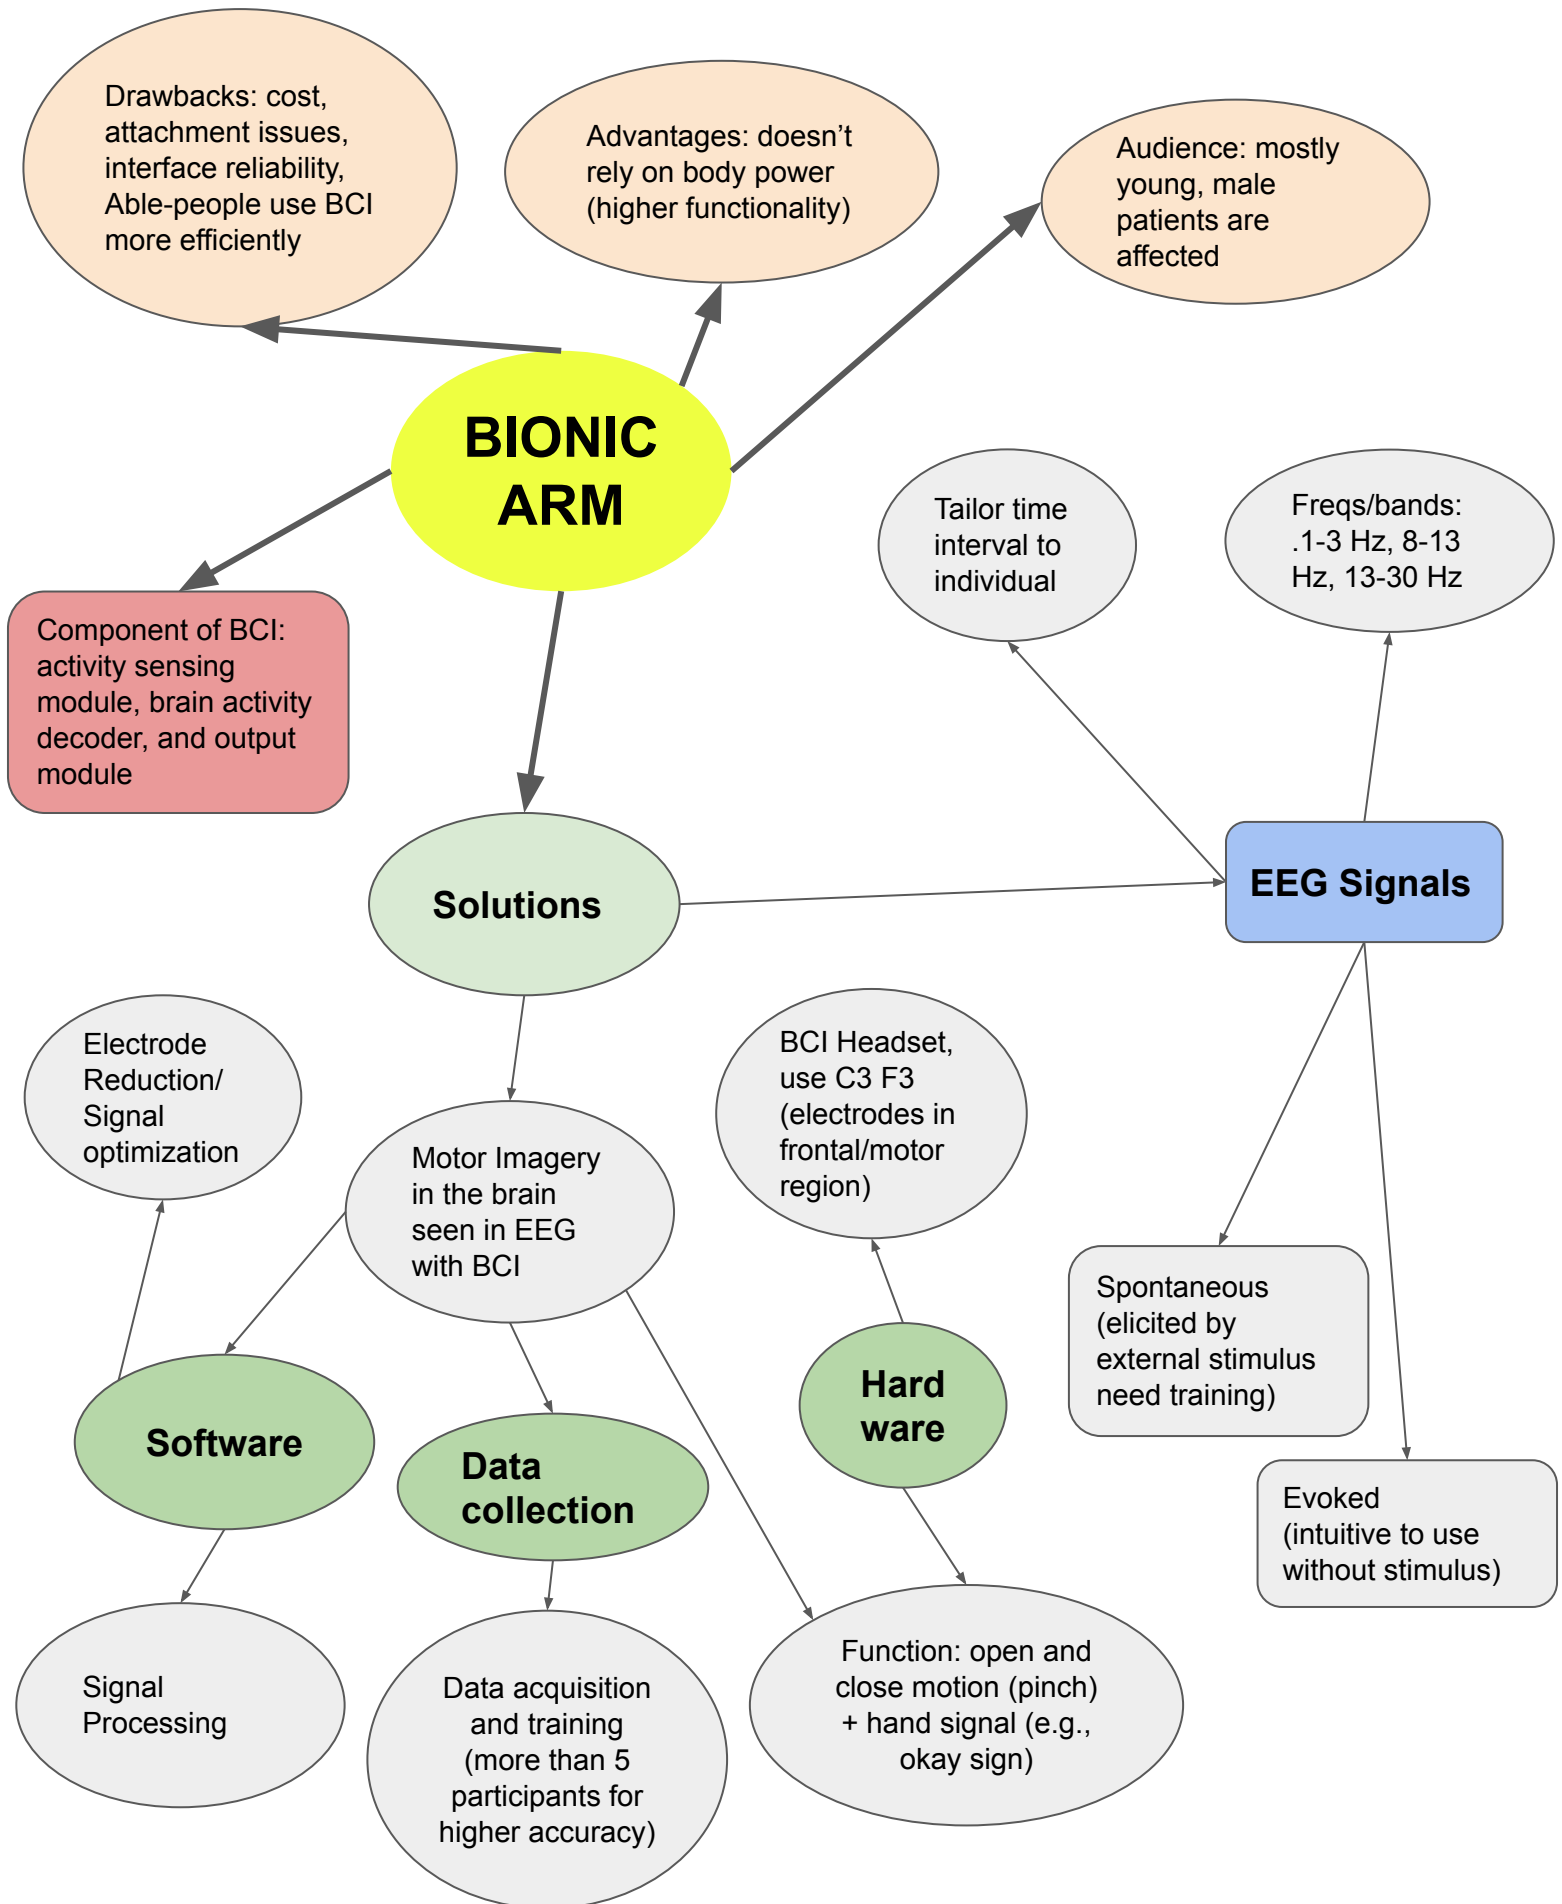 Drawbacks: cost,
attachment issues,
interface reliability,
Able-people use BCI
more efficiently
Advantages: doesn’t
rely on body power
(higher functionality)
Audience: mostly
young, male
patients are
affected
BIONIC
ARM
Tailor time
interval to
individual
Freqs/bands:
.1-3 Hz, 8-13
Hz, 13-30 Hz
Component of BCI:
activity sensing
module, brain activity
decoder, and output
module
Solutions
EEG Signals
Electrode
Reduction/
Signal
optimization
Motor Imagery
in the brain
seen in EEG
with BCI
BCI Headset,
use C3 F3
(electrodes in
frontal/motor
region)
Spontaneous
(elicited by
external stimulus
need training)
Software
Data
collection
Hard
ware
Evoked
(intuitive to use
without stimulus)
Signal
Processing
Data acquisition
and training
(more than 5
participants for
higher accuracy)
Function: open and
close motion (pinch)
+ hand signal (e.g.,
okay sign)